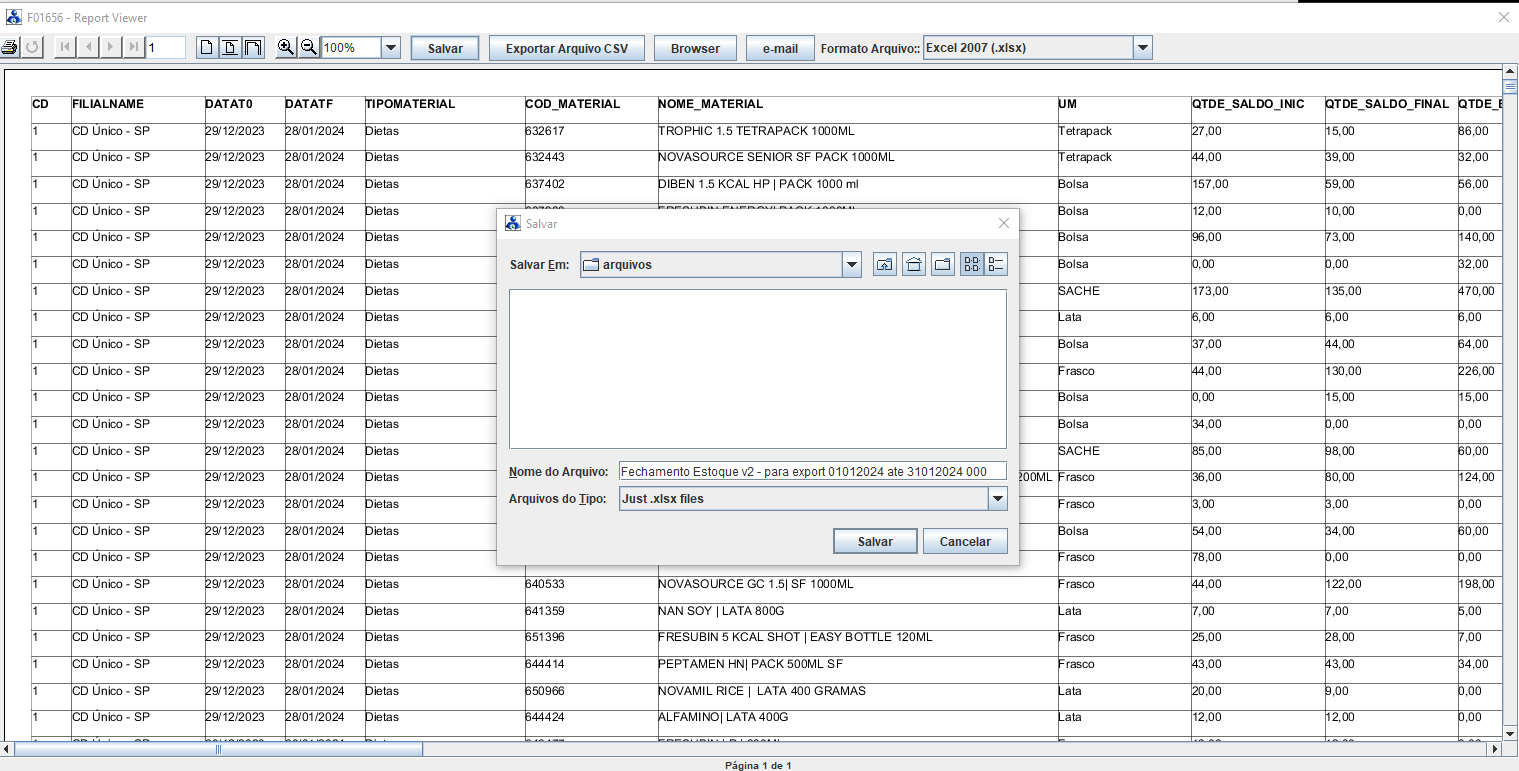 F01656 - Report Viewer
1 100% Salvar Exportar Arquivo CSV Browser e-mail Formato Arquivo:: Excel 2007 (.xlsx)
CD FILIALNAME DATAT0 DATATF TIPOMATERIAL COD_MATERIAL NOME_MATERIAL UM QTDE_SALDO_INIC QTDE_SALDO_FINAL
1 CD Único - SP 29/12/2023 28/01/2024 Dietas 632617 TROPHIC 1.5 TETRAPACK 1000ML Tetrapack 27,00 15,00 86,00
1 CD Único - SP 29/12/2023 28/01/2024 Dietas 632443 NOVASOURCE SENIOR SF PACK 1000ML Tetrapack 44,00 39,00 32,00
1 CD Único - SP 29/12/2023 28/01/2024 Dietas 637402 DIBEN 1.5 KCAL HP | PACK 1000 ml Bolsa 157,00 59,00 56,00
1 CD Único - SP 29/12/2023 28/01/2024 Dietas Bolsa 12,00 10,00 0,00
1 CD Único - SP 29/12/2023 28/01/2024 Dietas Bolsa 96,00 73,00 140,00
1 CD Único - SP 29/12/2023 28/01/2024 Dietas Bolsa 0,00 0,00 32,00
1 CD Único - SP 29/12/2023 28/01/2024 Dietas SACHE 173,00 135,00 470,00
1 CD Único - SP 29/12/2023 28/01/2024 Dietas Lata 6,00 6,00 6,00
1 CD Único - SP 29/12/2023 28/01/2024 Dietas Bolsa 37,00 44,00 64,00
1 CD Único - SP 29/12/2023 28/01/2024 Dietas Frasco 44,00 130,00 226,00
1 CD Único - SP 29/12/2023 28/01/2024 Dietas Bolsa 0,00 15,00 15,00
1 CD Único - SP 29/12/2023 28/01/2024 Dietas Bolsa 34,00 0,00 0,00
1 CD Único - SP 29/12/2023 28/01/2024 Dietas SACHE 85,00 98,00 60,00
1 CD Único - SP 29/12/2023 28/01/2024 Dietas 200ML Frasco 36,00 80,00 124,00
1 CD Único - SP 29/12/2023 28/01/2024 Dietas Frasco 3,00 3,00 0,00
1 CD Único - SP 29/12/2023 28/01/2024 Dietas Bolsa 54,00 34,00 60,00
1 CD Único - SP 29/12/2023 28/01/2024 Dietas Frasco 78,00 0,00 0,00
1 CD Único - SP 29/12/2023 28/01/2024 Dietas 640533 NOVASOURCE GC 1.5| SF 1000ML Frasco 44,00 122,00 198,00
1 CD Único - SP 29/12/2023 28/01/2024 Dietas 641359 NAN SOY | LATA 800G Lata 7,00 7,00 5,00
1 CD Único - SP 29/12/2023 28/01/2024 Dietas 651396 FRESUBIN 5 KCAL SHOT | EASY BOTTLE 120ML Frasco 25,00 28,00 7,00
1 CD Único - SP 29/12/2023 28/01/2024 Dietas 644414 PEPTAMEN HN| PACK 500ML SF Frasco 43,00 43,00 34,00
1 CD Único - SP 29/12/2023 28/01/2024 Dietas 650966 NOVAMIL RICE | LATA 400 GRAMAS Lata 20,00 9,00 0,00
1 CD Único - SP 29/12/2023 28/01/2024 Dietas 644424 ALFAMINO| LATA 400G Lata 12,00 12,00 0,00
Salvar
Salvar Em: arquivos
Nome do Arquivo: Fechamento Estoque v2 - para export 01012024 ate 31012024 000
Arquivos do Tipo: Just .xlsx files
Salvar Cancelar
Página 1 de 1